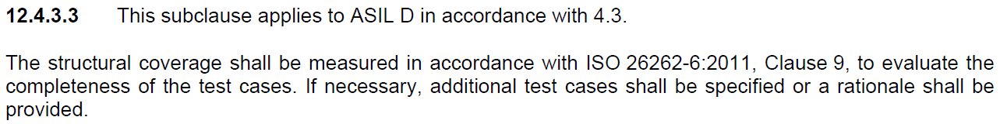 12.4.3.3 This subclause applies to ASIL D in accordance with 4.3.
The structural coverage shall be measured in accordance with ISO 26262-6:2011, Clause 9, to evaluate the
completeness of the test cases. If necessary, additional test cases shall be specified or a rationale shall be
provided.